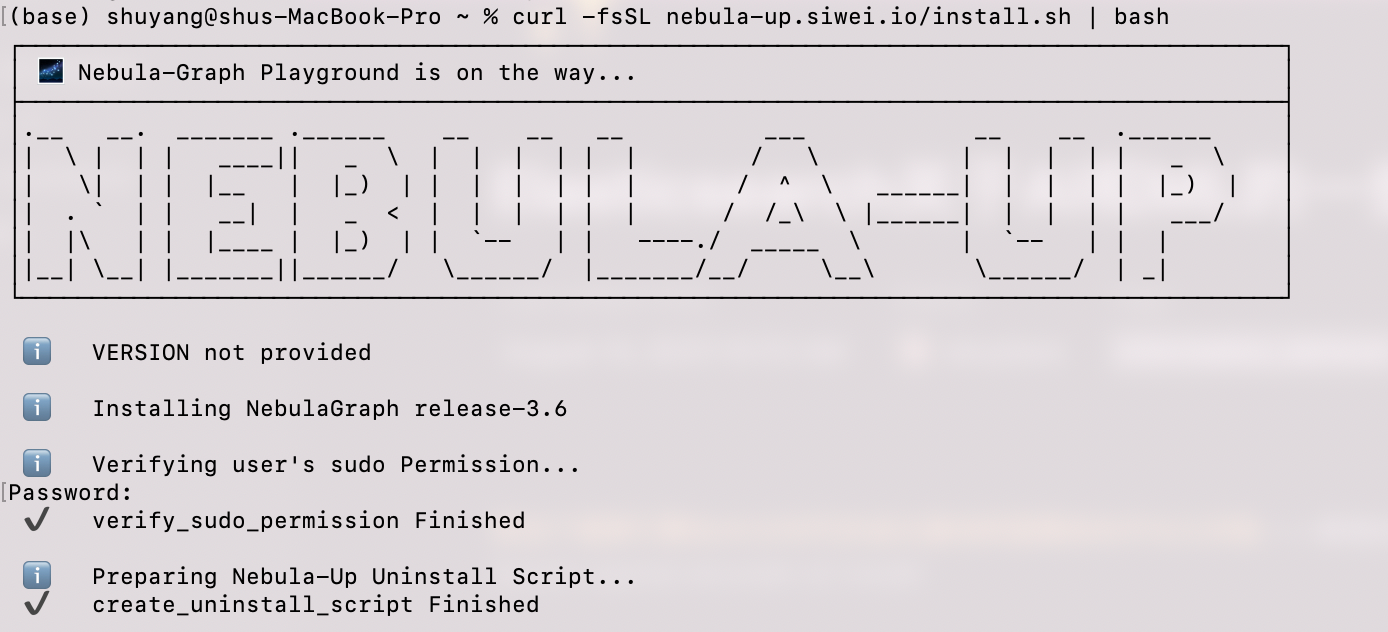 (base) shuyang@shus-MacBook-Pro ~ % curl -fsSL nebula-up.siwei.io/install.sh | bash
Nebula-Graph Playground is on the way...
NEBULA-UP
VERSION not provided
Installing NebulaGraph release-3.6
Verifying user's sudo Permission...
Password:
verify_sudo_permission Finished
Preparing Nebula-Up Uninstall Script...
create_uninstall_script Finished